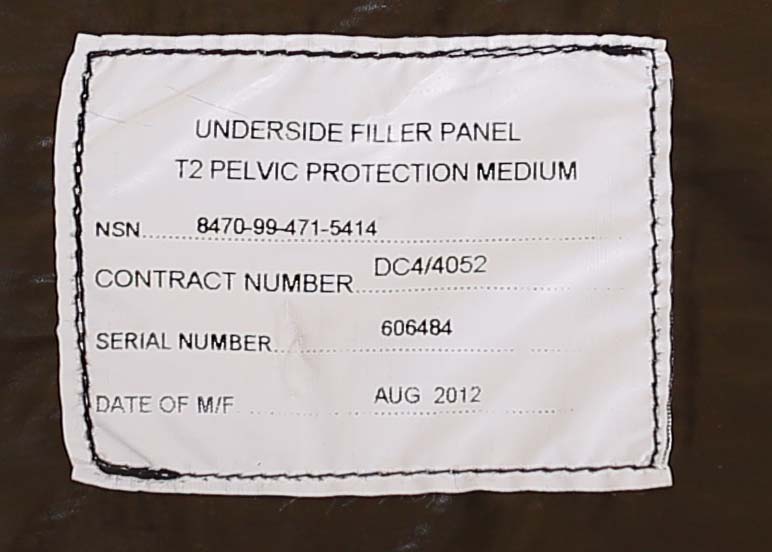 UNDERSIDE FILLER PANEL
T2 PELVIC PROTECTION MEDIUM
NSN 8470-99-471-5414
CONTRACT NUMBER DC4/4052
SERIAL NUMBER 606484
DATE OF M/F AUG 2012